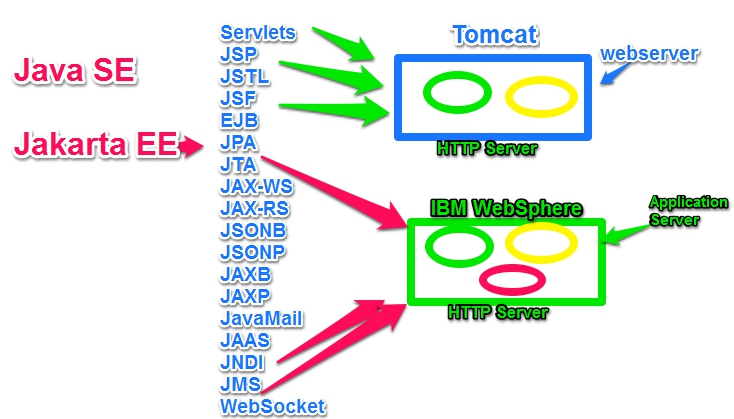 Java SE
Jakarta EE
Servlets
JSP
JSTL
JSF
EJB
JPA
JTA
JAX-WS
JAX-RS
JSONB
JSONP
JAXB
JAXP
JavaMail
JAAS
JNDI
JMS
WebSocket
Tomcat
webserver
HTTP Server
IBM WebSphere
Application
Server
HTTP Server